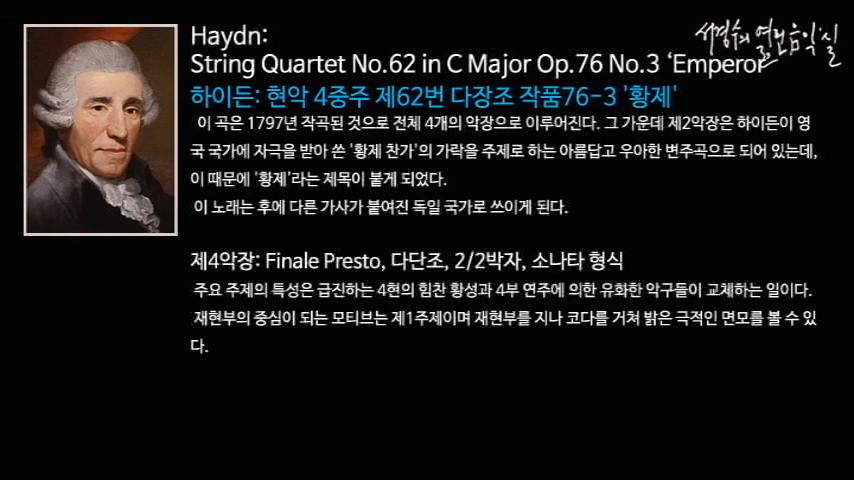 Haydn:
String Quartet No.62 in C Major Op.76 No.3 ‘Emperor’
하이든: 현악 4중주 제62번 다장조 작품76-3 '황제'
이 곡은 1797년 작곡된 것으로 전체 4개의 악장으로 이루어진다. 그 가운데 제2악장은 하이든이 영
국 국가에 자극을 받아 쓴 '황제 찬가'의 가락을 주제로 하는 아름답고 우아한 변주곡으로 되어 있는데,
이 때문에 '황제'라는 제목이 붙게 되었다.
이 노래는 후에 다른 가사가 붙여진 독일 국가로 쓰이게 된다.
제4악장: Finale Presto, 다단조, 2/2박자, 소나타 형식
주요 주제의 특성은 급진하는 4현의 힘찬 황성과 4부 연주에 의한 유화한 악구들이 교체하는 일이다.
재현부의 중심이 되는 모티브는 제1주제이며 재현부를 지나 코다를 거쳐 밝은 극적인 면모를 볼 수 있
다.
서경수의 열린음악실